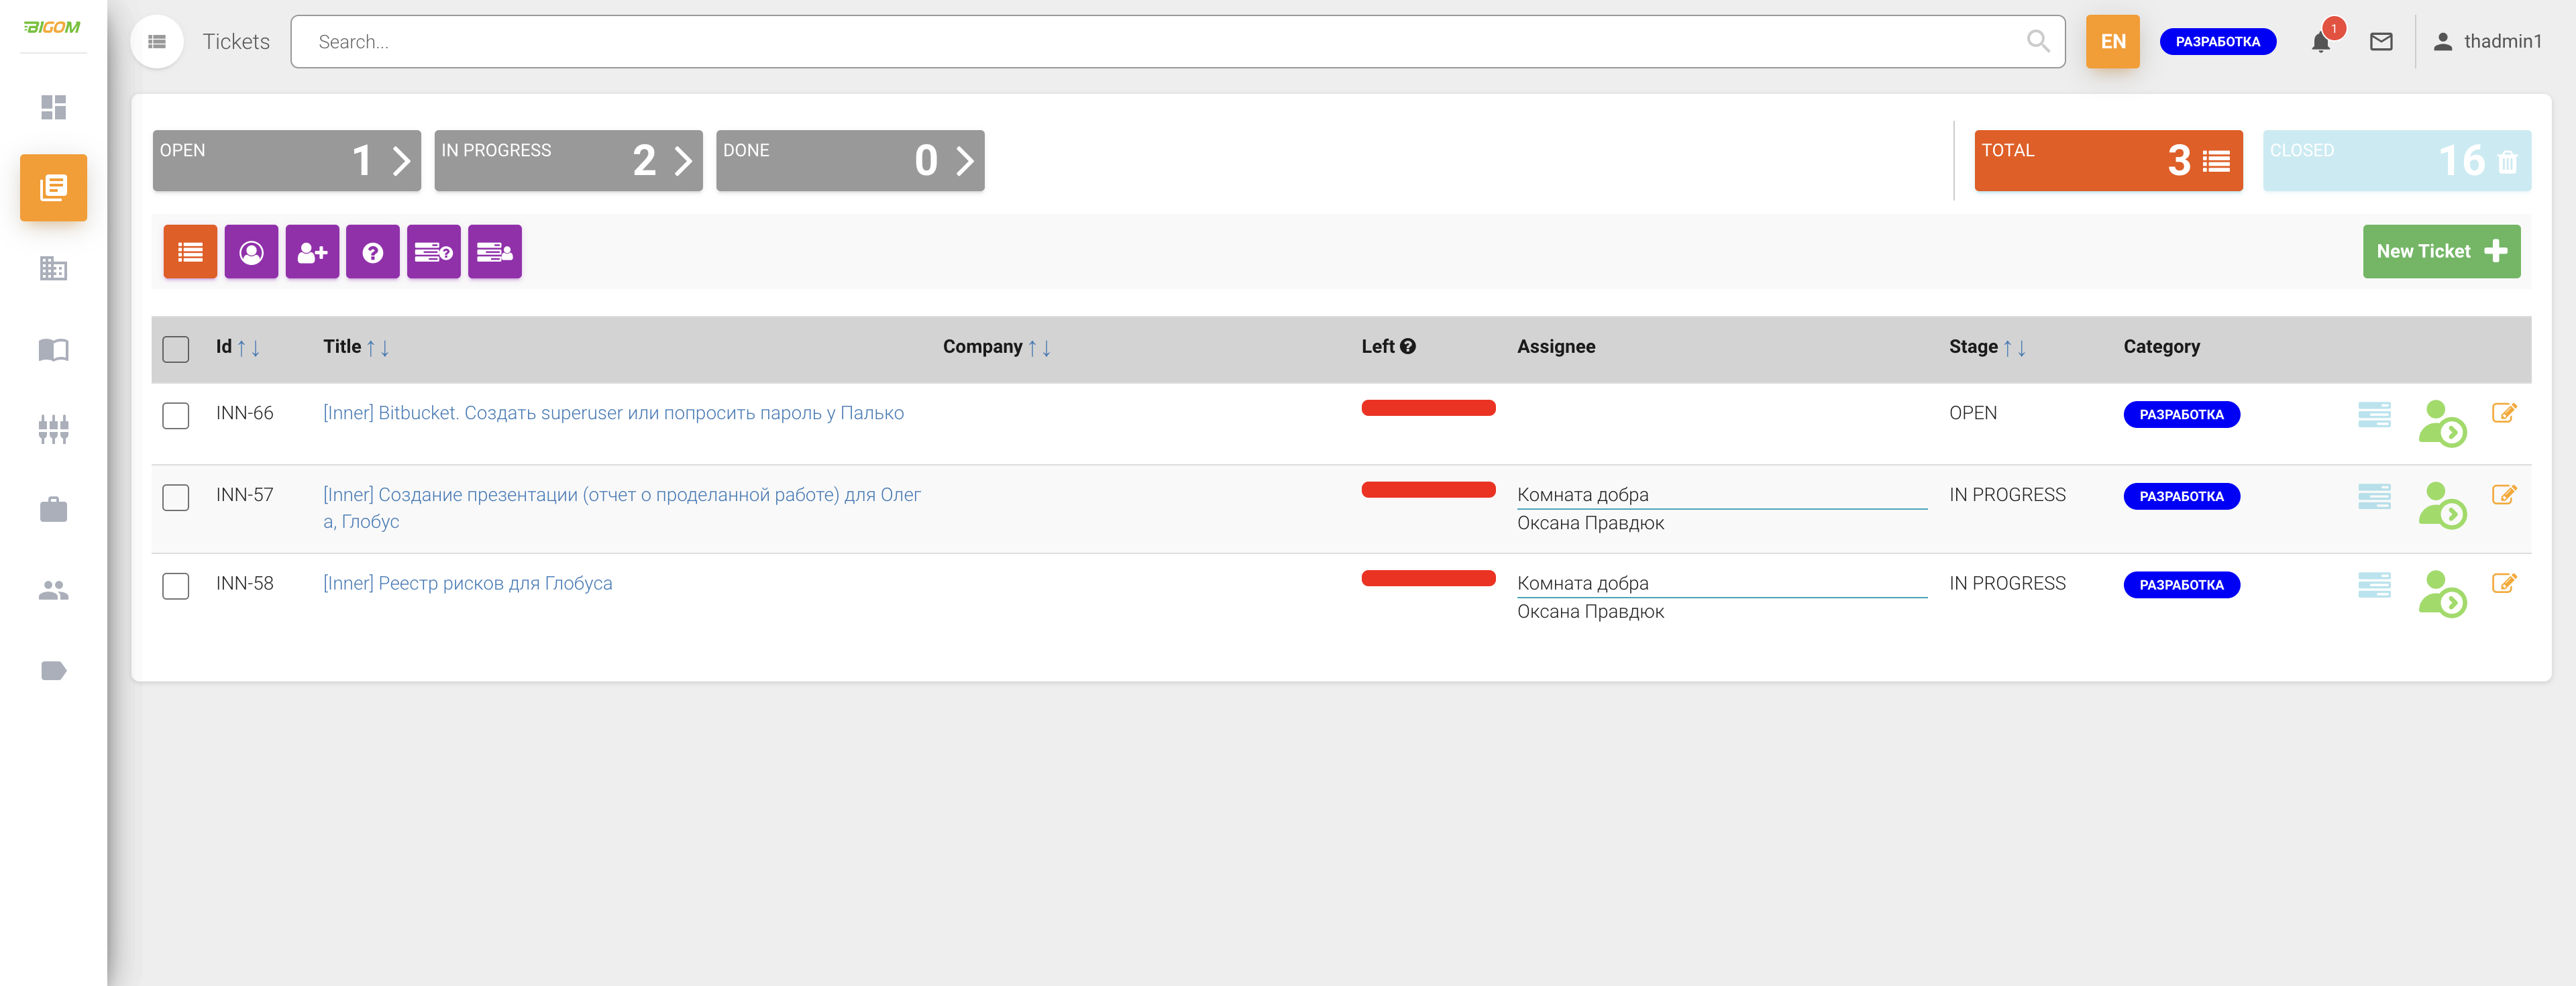 BIGOM
Tickets
Search...
EN
РАЗРАБОТКА
1
thadmin1
OPEN
1
IN PROGRESS
2
DONE
0
TOTAL
3
CLOSED
16
New Ticket
Id
Title
Company
Left
Assignee
Stage
Category
INN-66
[Inner] Bitbucket. Создать superuser или попросить пароль у Палько
OPEN
РАЗРАБОТКА
INN-57
[Inner] Создание презентации (отчет о проделанной работе) для Олег
а, Глобус
Комната добра
Оксана Правдюк
IN PROGRESS
РАЗРАБОТКА
INN-58
[Inner] Реестр рисков для Глобуса
Комната добра
Оксана Правдюк
IN PROGRESS
РАЗРАБОТКА